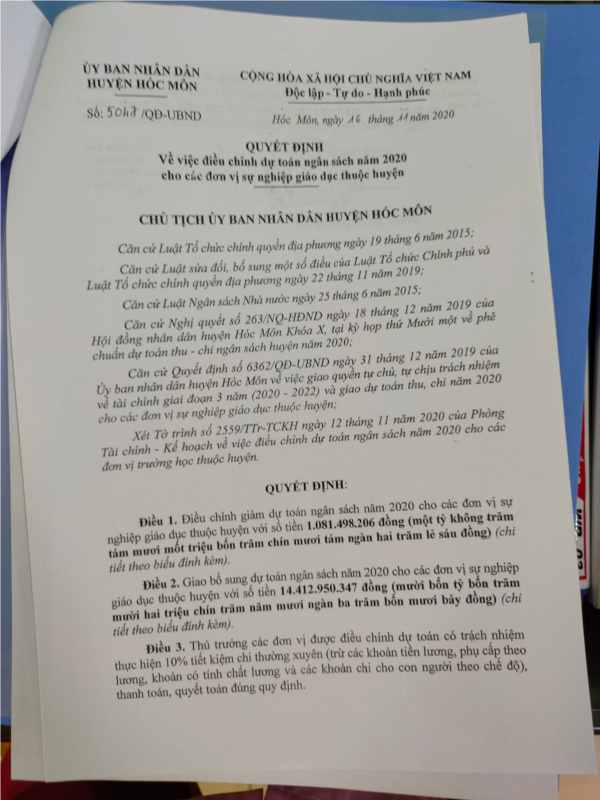 ỦY BAN NHÂN DÂN
HUYỆN HÓC MÔN
Số: 5047/QĐ-UBND
CỘNG HÒA XÃ HỘI CHỦ NGHĨA VIỆT NAM
Độc lập - Tự do - Hạnh phúc
Hóc Môn, ngày 16 tháng 11 năm 2020
QUYẾT ĐỊNH
Về việc điều chỉnh dự toán ngân sách năm 2020
cho các đơn vị sự nghiệp giáo dục thuộc huyện
CHỦ TỊCH ỦY BAN NHÂN DÂN HUYỆN HÓC MÔN
Căn cứ Luật Tổ chức chính quyền địa phương ngày 19 tháng 6 năm 2015;
Căn cứ Luật sửa đổi, bổ sung một số điều của Luật Tổ chức Chính phủ và
Luật Tổ chức chính quyền địa phương ngày 22 tháng 11 năm 2019;
Căn cứ Luật Ngân sách Nhà nước ngày 25 tháng 6 năm 2015;
Căn cứ Nghị quyết số 263/NQ-HĐND ngày 18 tháng 12 năm 2019 của
Hội đồng nhân dân huyện Hóc Môn Khóa X, tại kỳ họp thứ Mười một về phê
chuẩn dự toán thu - chi ngân sách huyện năm 2020;
Căn cứ Quyết định số 6362/QĐ-UBND ngày 31 tháng 12 năm 2019 của
Ủy ban nhân dân huyện Hóc Môn về việc giao quyền tự chủ, tự chịu trách nhiệm
về tài chính giai đoạn 3 năm (2020 - 2022) và giao dự toán thu, chi năm 2020
cho các đơn vị sự nghiệp giáo dục thuộc huyện;
Xét Tờ trình số 2559/TTr-TCKH ngày 12 tháng 11 năm 2020 của Phòng
Tài chính - Kế hoạch về việc điều chỉnh dự toán ngân sách năm 2020 cho các
đơn vị trường học thuộc huyện.
QUYẾT ĐỊNH:
Điều 1. Điều chỉnh giảm dự toán ngân sách năm 2020 cho các đơn vị sự
nghiệp giáo dục thuộc huyện với số tiền 1.081.498.206 đồng (một tỷ không trăm
tám mươi mốt triệu bốn trăm chín mươi tám ngàn hai trăm lẻ sáu đồng) (chi
tiết theo biểu đính kèm).
Điều 2. Giao bổ sung dự toán ngân sách năm 2020 cho các đơn vị sự nghiệp
giáo dục thuộc huyện với số tiền 14.412.950.347 đồng (mười bốn tỷ bốn trăm
mười hai triệu chín trăm năm mươi ngàn ba trăm bốn mươi bảy đồng) (chi
tiết theo biểu đính kèm).
Điều 3. Thủ trưởng các đơn vị được điều chỉnh dự toán có trách nhiệm
thực hiện 10% tiết kiệm chi thường xuyên (trừ các khoản tiền lương, phụ cấp theo
lương, khoản có tính chất lương và các khoản chi cho con người theo chế độ),
thanh toán, quyết toán đúng quy định.